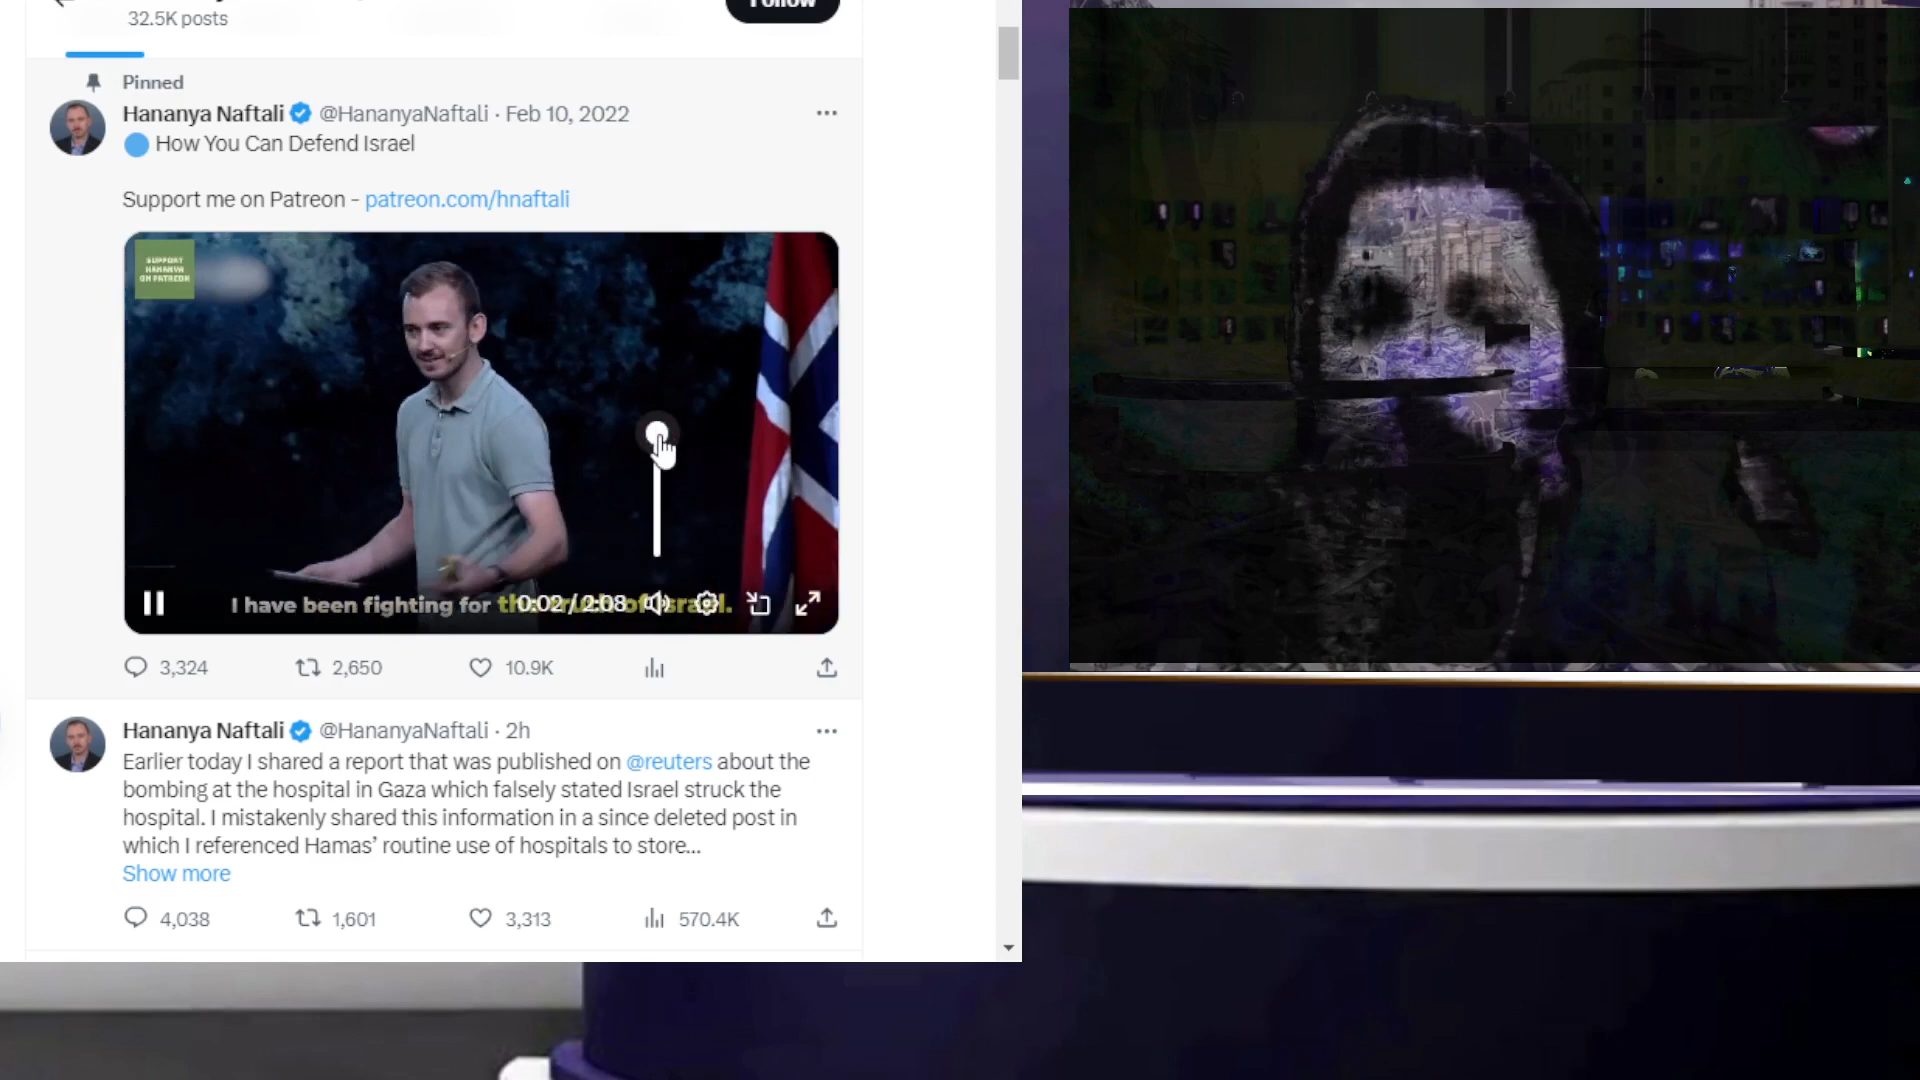 32.5K posts
Pinned
Hananya Naftali @HananyaNaftali · Feb 10, 2022
How You Can Defend Israel
Support me on Patreon - patreon.com/hnaftali
SUPPORT
HANANYA
ON PATREON
I have been fighting for
0:02 / 2:08
3,324 2,650 10.9K
Hananya Naftali @HananyaNaftali · 2h
Earlier today I shared a report that was published on @reuters about the
bombing at the hospital in Gaza which falsely stated Israel struck the
hospital. I mistakenly shared this information in a since deleted post in
which I referenced Hamas’ routine use of hospitals to store...
Show more
4,038 1,601 3,313 570.4K